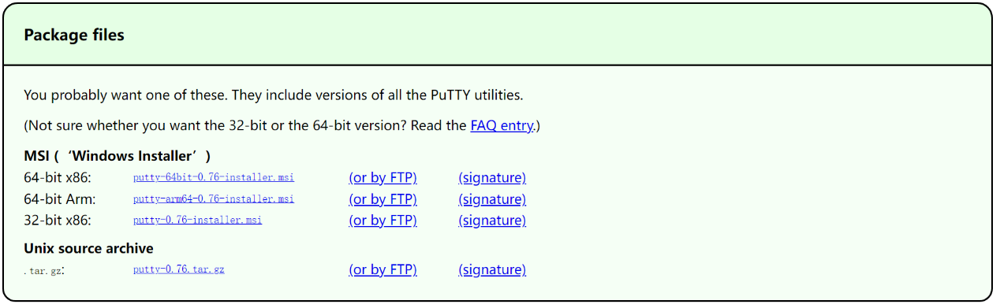 Package files
You probably want one of these. They include versions of all the PuTTY utilities.
(Not sure whether you want the 32-bit or the 64-bit version? Read the FAQ entry.)
MSI (‘Windows Installer’)
64-bit x86: putty-64bit-0.76-installer.msi (or by FTP) (signature)
64-bit Arm: putty-arm64-0.76-installer.msi (or by FTP) (signature)
32-bit x86: putty-0.76-installer.msi (or by FTP) (signature)
Unix source archive
.tar.gz: putty-0.76.tar.gz (or by FTP) (signature)